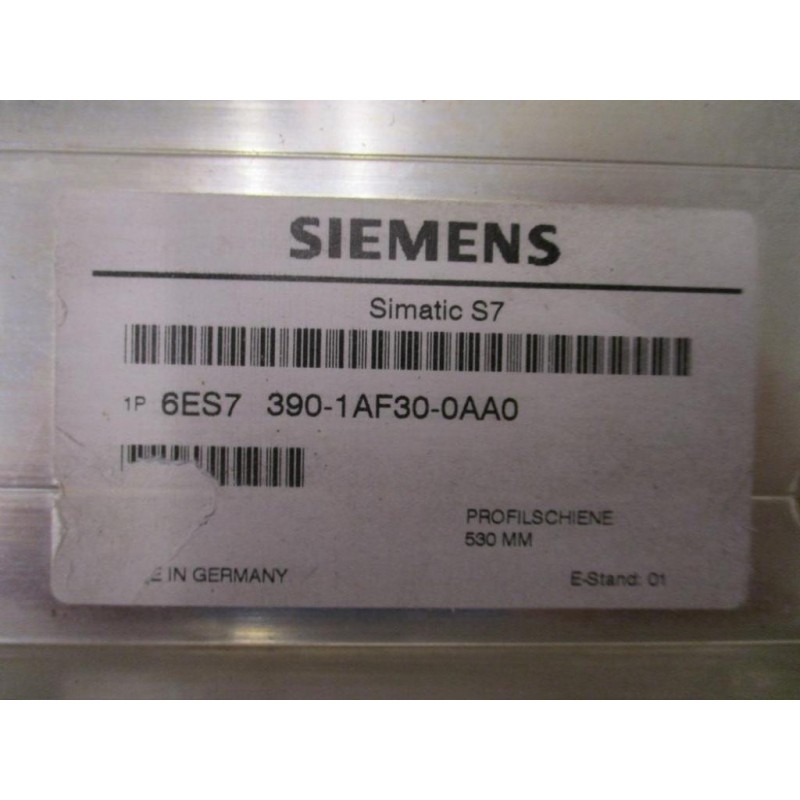 SIEMENS
Simatic S7
1P 6ES7 390-1AF30-0AA0
PROFILSCHIENE
530 MM
IN GERMANY
E-Stand: 01